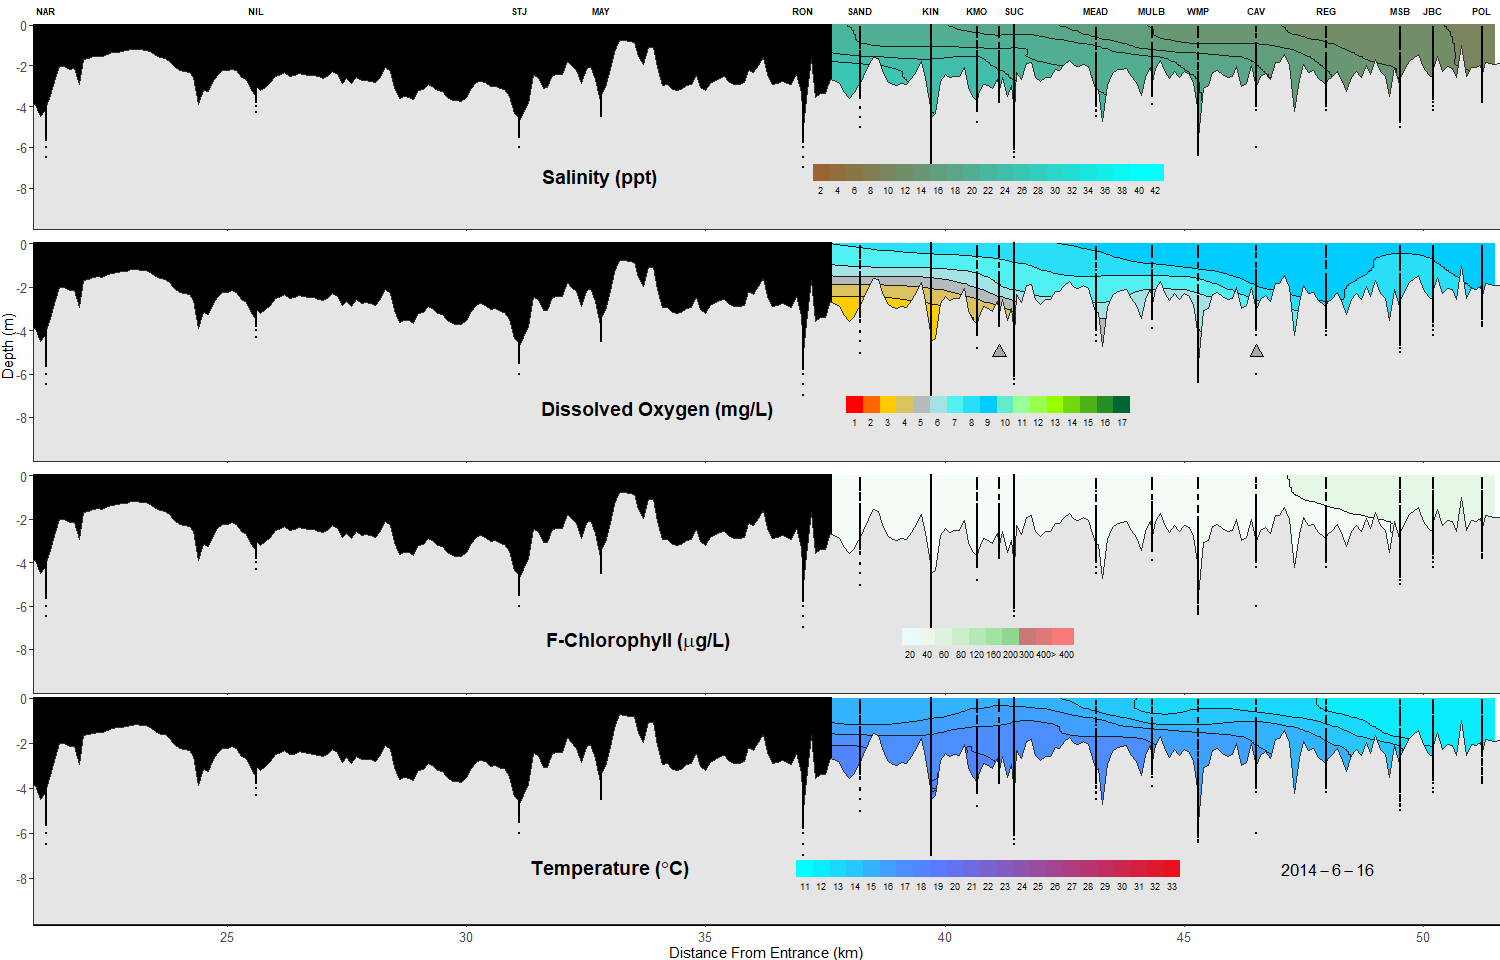 NAR NIL STJ MAY RON SAND KIN KMO SUC MEAD MULB WMP CAV REG MSB JBC POL
0
-2
-4
-6
-8
Salinity (ppt)
2 4 6 8 10 12 14 16 18 20 22 24 26 28 30 32 34 36 38 40 42
0
-2
-4
-6
-8
Depth (m)
Dissolved Oxygen (mg/L)
1 2 3 4 5 6 7 8 9 10 11 12 13 14 15 16 17
0
-2
-4
-6
-8
F-Chlorophyll (μg/L)
20 40 60 80 120 160 200 300 400 > 400
0
-2
-4
-6
-8
Temperature (°C)
11 12 13 14 15 16 17 18 19 20 21 22 23 24 25 26 27 28 29 30 31 32 33
2014 – 6 – 16
25 30 35 40 45 50
Distance From Entrance (km)